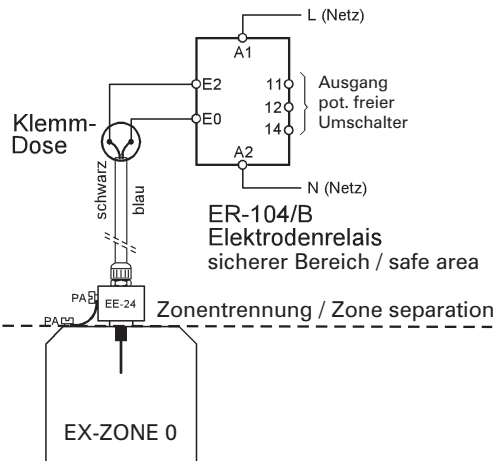 L (Netz)
A1
E2
11
Ausgang
12
pot. freier
E0
14
Umschalter
Klemm-
Dose
A2
schwarz
blau
N (Netz)
ER-104/B
Elektrodenrelais
sicherer Bereich / safe area
PA
EE-24
Zonentrennung / Zone separation
PA
EX-ZONE 0